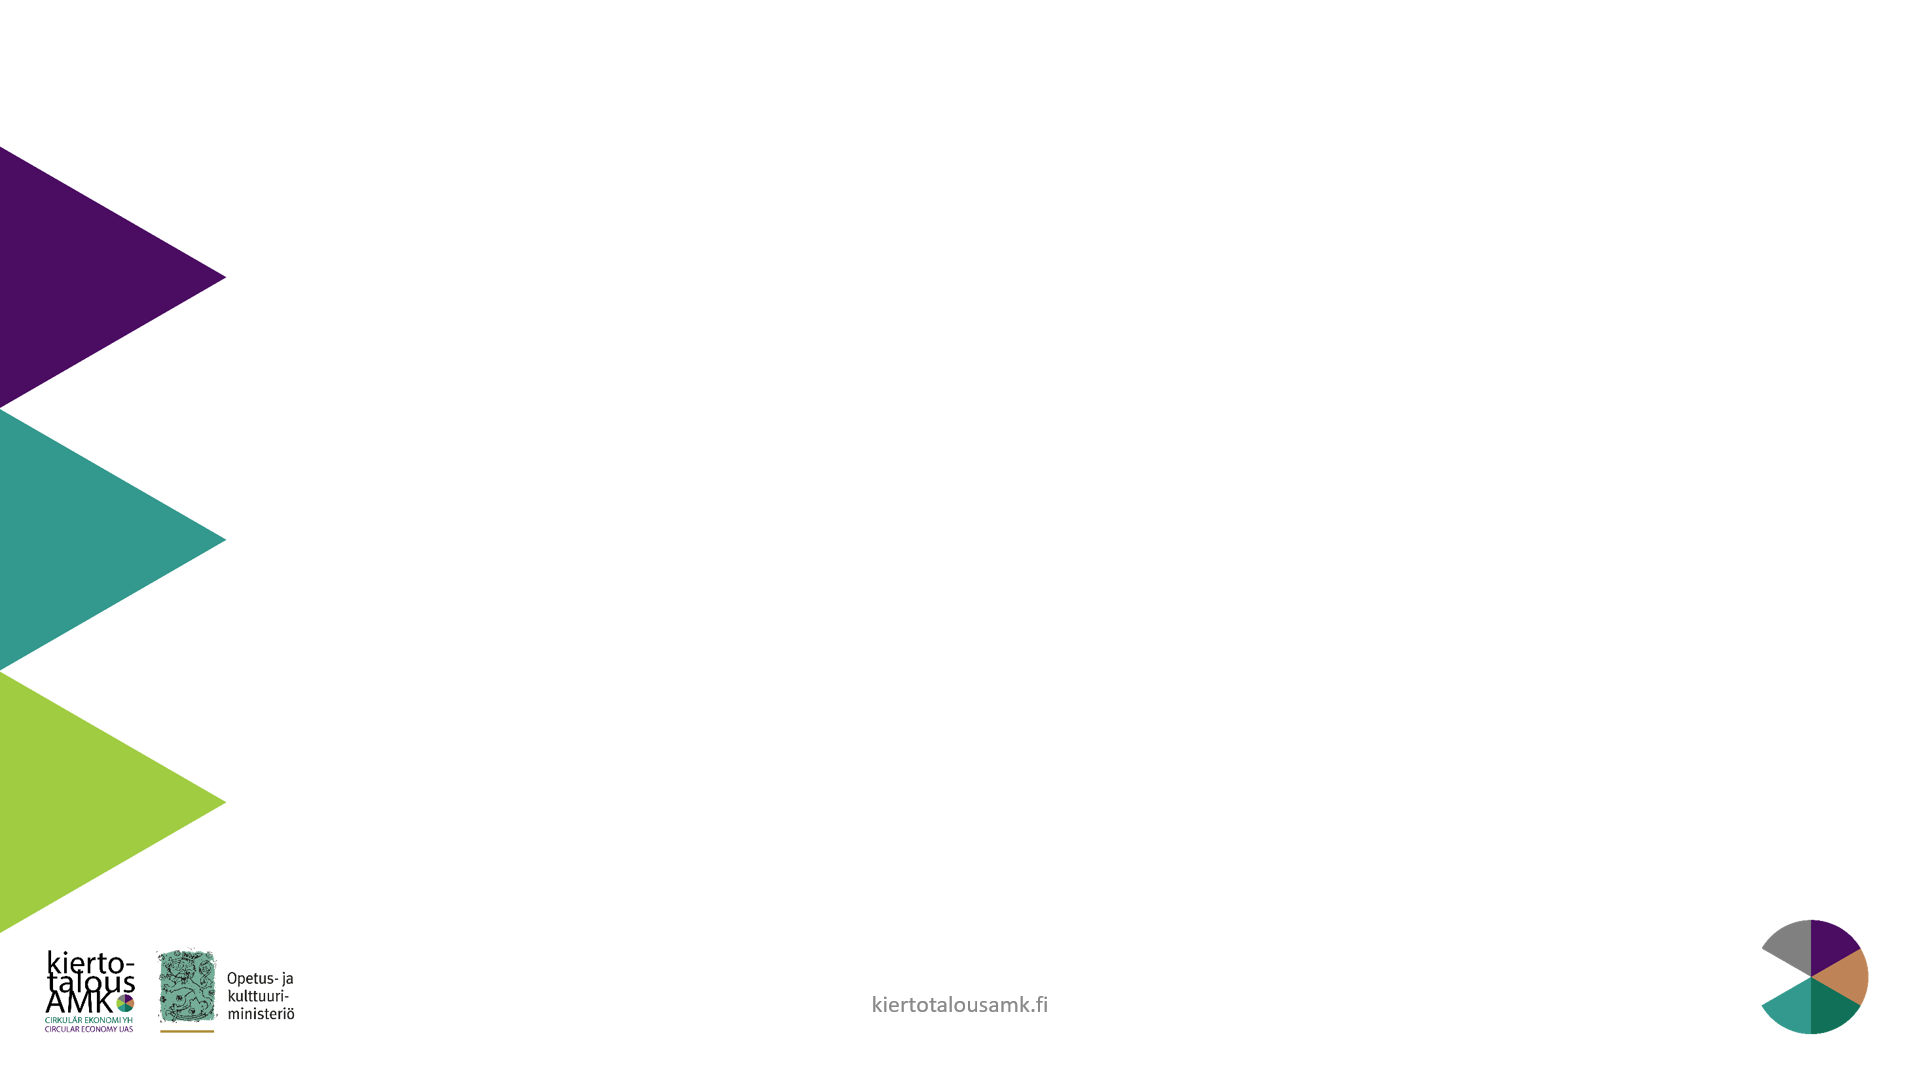 kierto-
talous
AMK
CIRKULÄR EKONOMI YH
CIRCULAR ECONOMY UAS
Opetus- ja
kulttuuri-
ministeriö
kiertotalousamk.fi